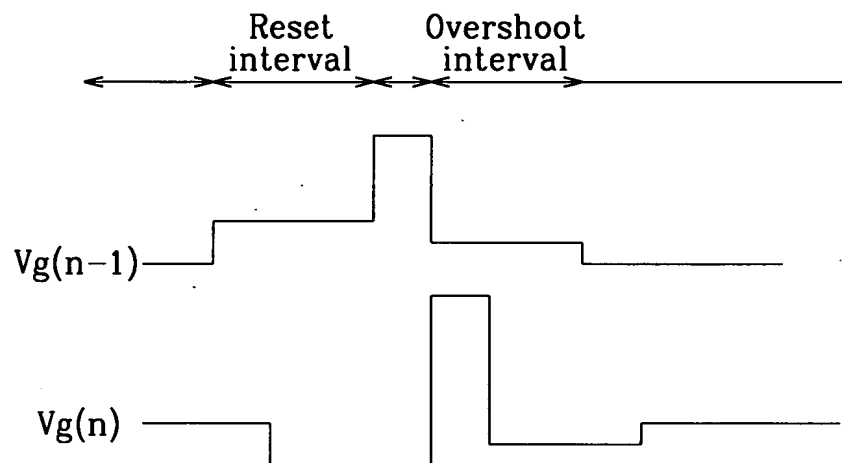 Reset interval
Overshoot interval
Vg(n-1)
Vg(n)